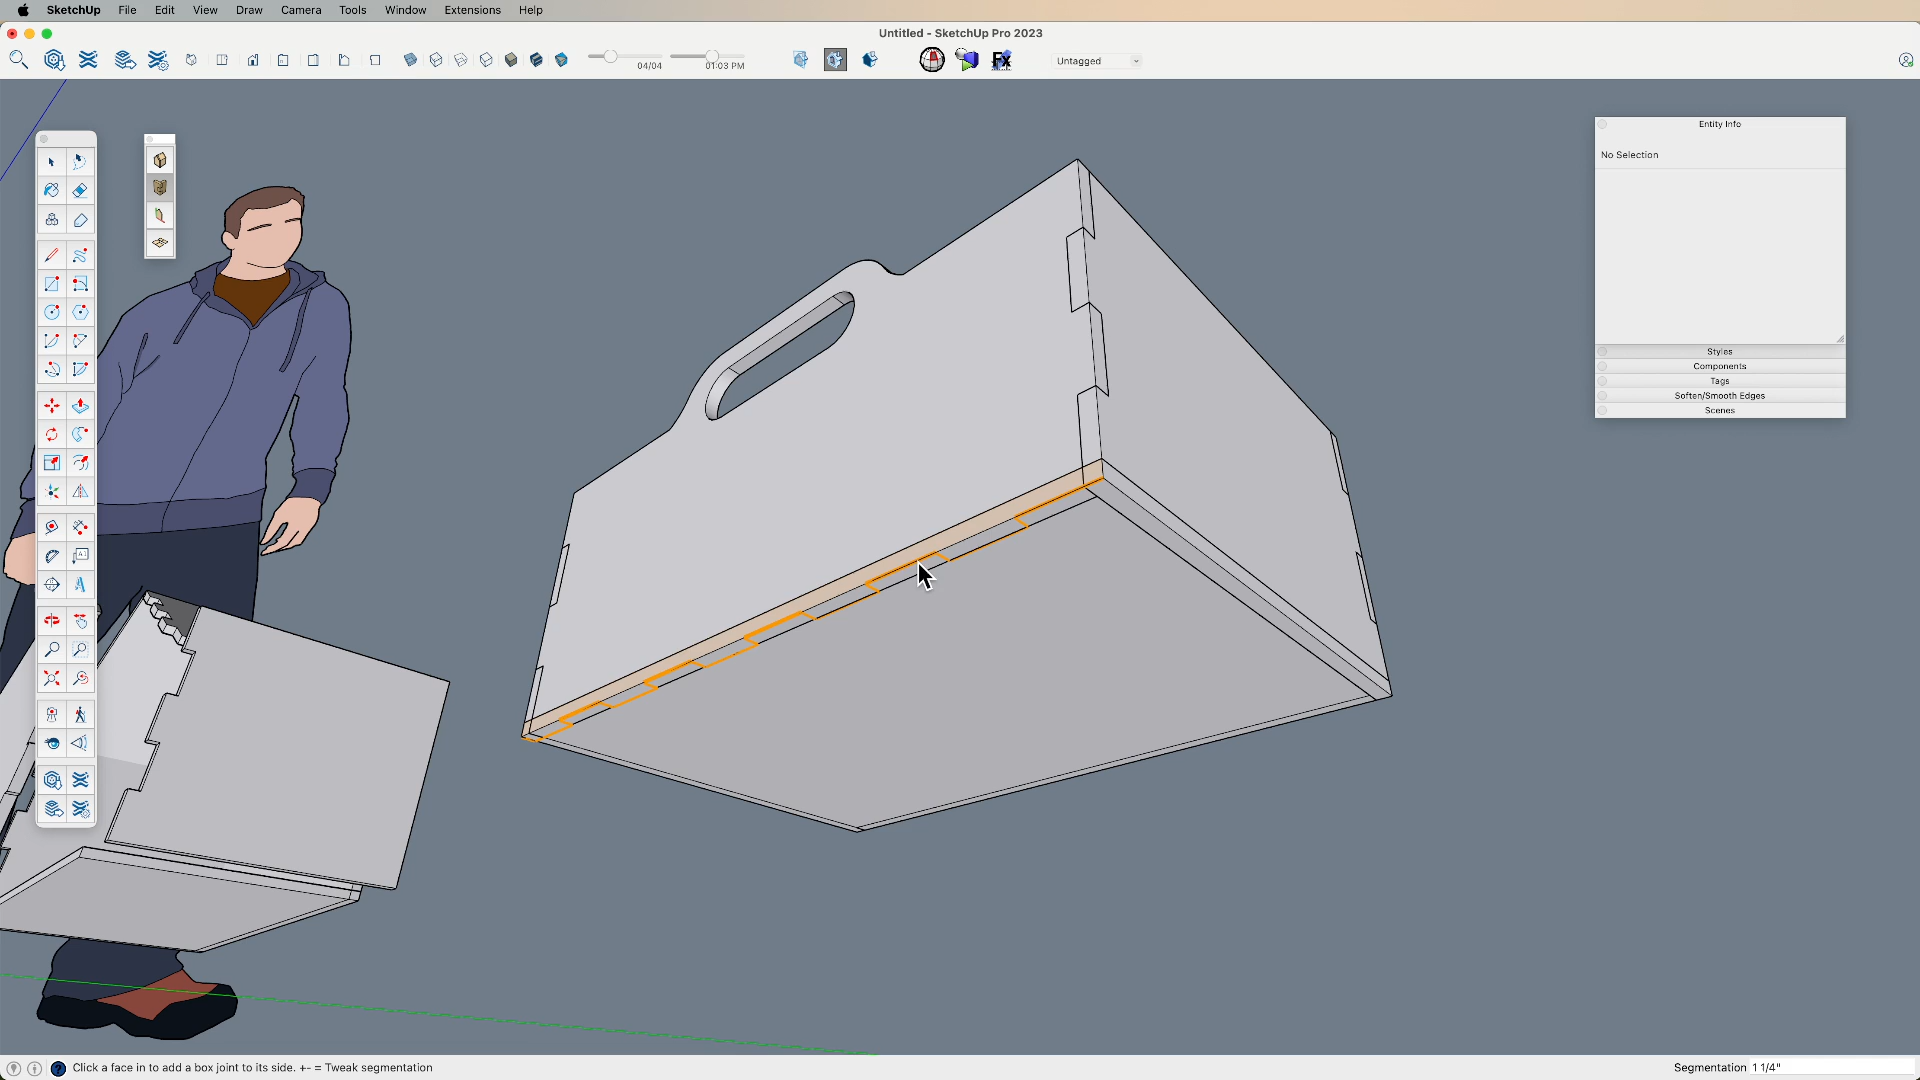 SketchUp File Edit View Draw Camera Tools Window Extensions Help
Untitled - SketchUp Pro 2023
04/04
01:03 PM
Untagged
Entity Info
No Selection
Styles
Components
Tags
Soften/Smooth Edges
Scenes
Click a face in to add a box joint to its side. +- = Tweak segmentation
Segmentation 1 1/4"